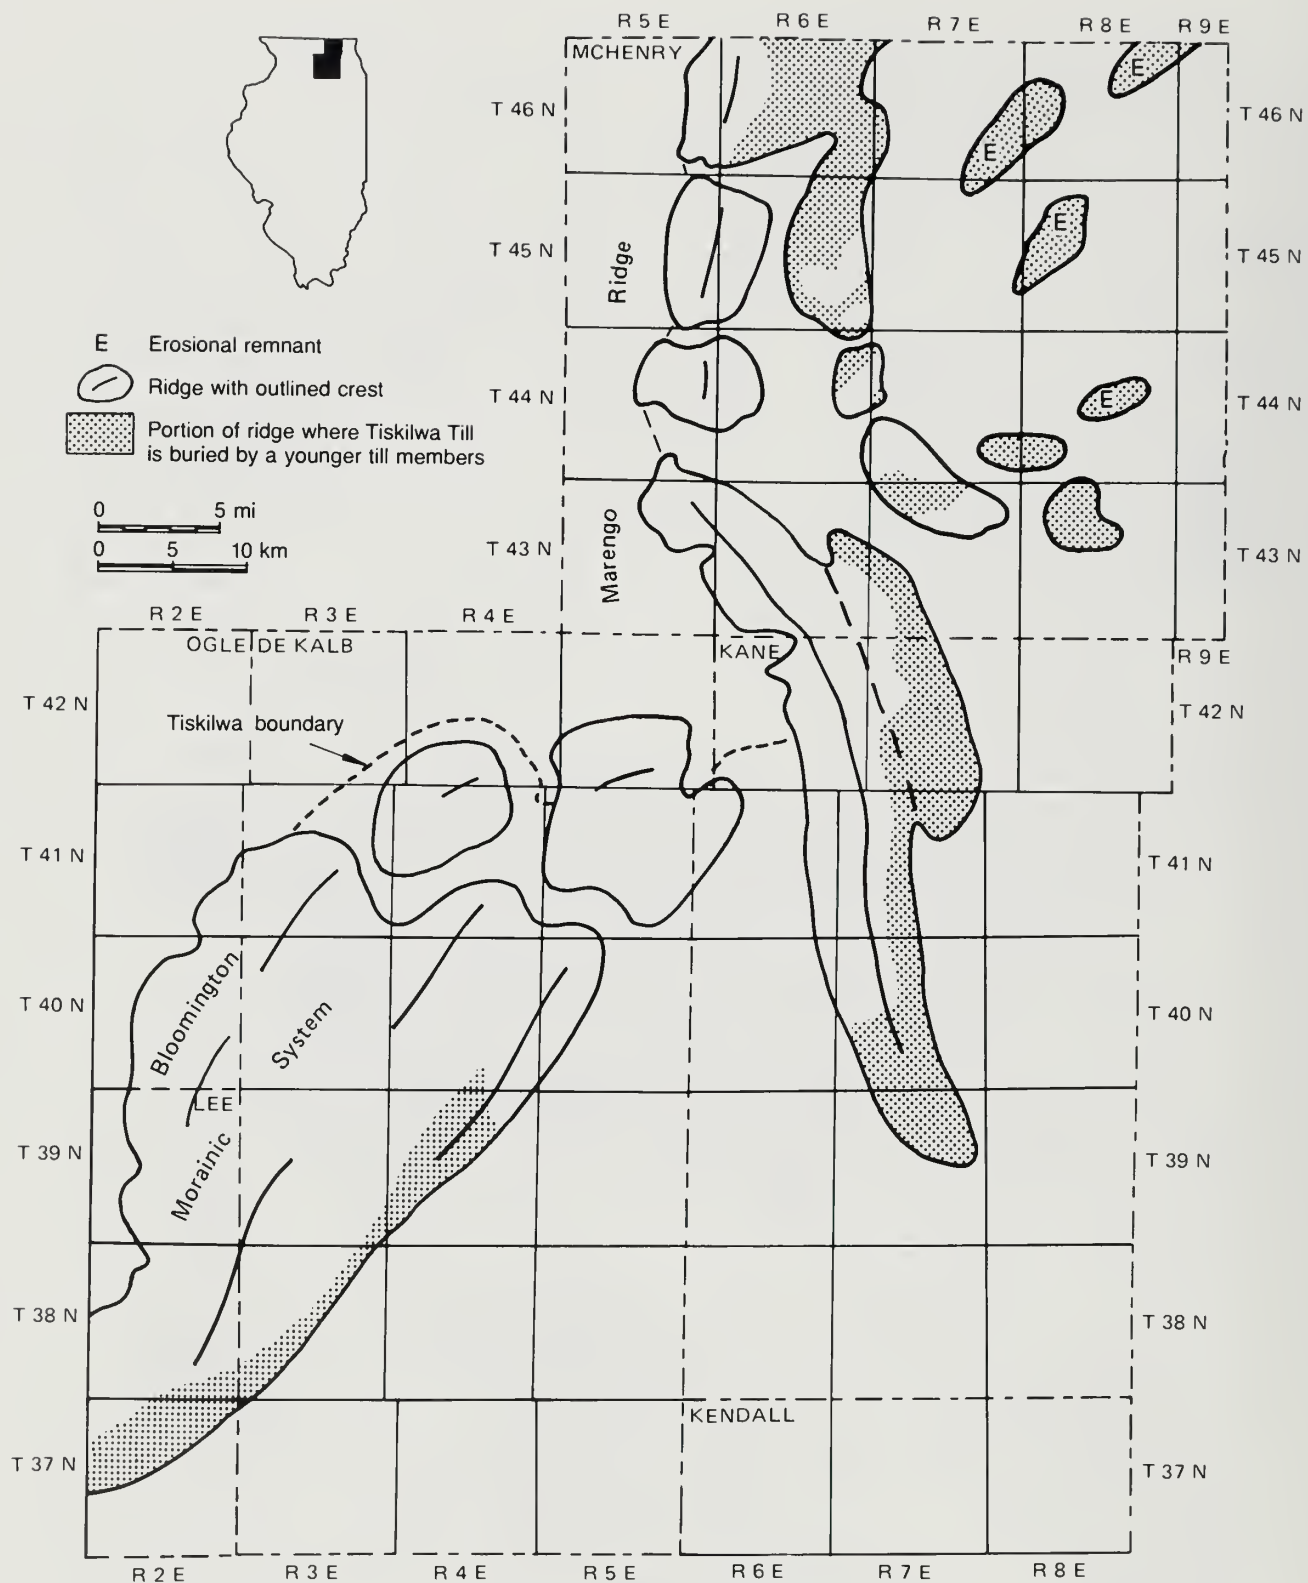 R 5 E R 6 E R 7 E R 8 E R 9 E
MCHENRY
T 46 N
E
T 46 N
E
E
T 45 N
Ridge
T 45 N
E Erosional remnant
Ridge with outlined crest
Portion of ridge where Tiskilwa Till
is buried by a younger till members
T 44 N
E
T 44 N
0 5 mi
0 5 10 km
T 43 N
Marengo
T 43 N
R 2 E R 3 E R 4 E
OGLE DE KALB
KANE
R 9 E
T 42 N
T 42 N
Tiskilwa boundary
T 41 N
T 41 N
T 40 N
Bloomington
System
T 40 N
LEE
T 39 N
Morainic
T 39 N
T 38 N
T 38 N
KENDALL
T 37 N
T 37 N
R 2 E R 3 E R 4 E R 5 E R 6 E R 7 E R 8 E